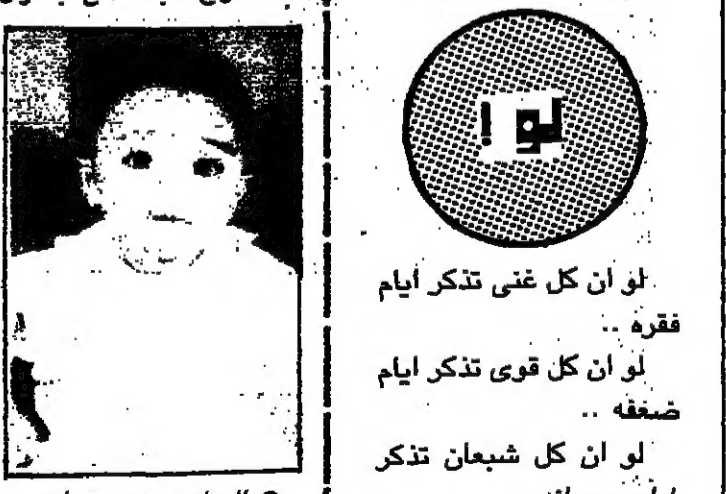 لو !
لو ان كل غنى تذكر ايام
فقره ..
لو ان كل قوى تذكر ايام
ضعفه ..
لو ان كل شبعان تذكر